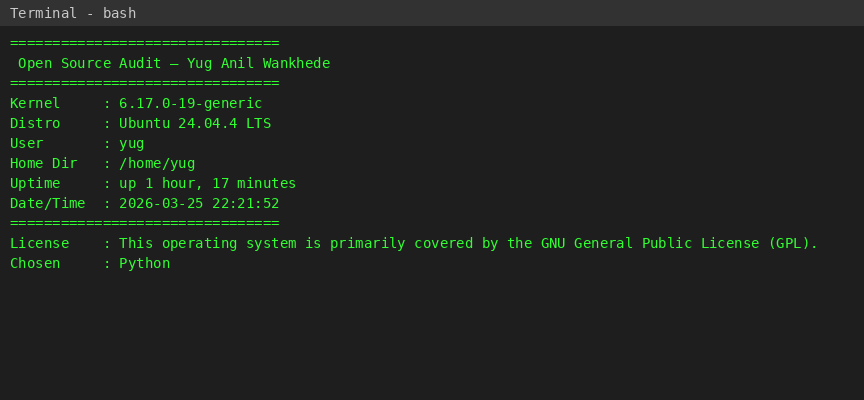 Terminal - bash
================================
 Open Source Audit — Yug Anil Wankhede
================================
Kernel     : 6.17.0-19-generic
Distro     : Ubuntu 24.04.4 LTS
User       : yug
Home Dir   : /home/yug
Uptime     : up 1 hour, 17 minutes
Date/Time  : 2026-03-25 22:21:52
================================
License    : This operating system is primarily covered by the GNU General Public License (GPL).
Chosen     : Python